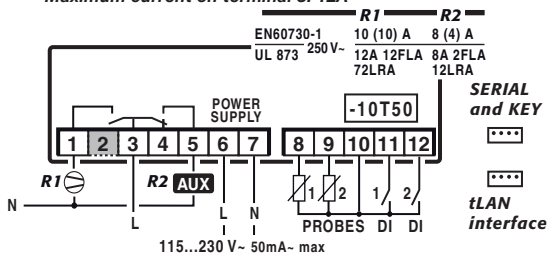 Maximum current on terminal 3: 12A
R1 R2
EN60730-1 250 V~ 10 (10) A 8 (4) A
UL 873 12A 12FLA 8A 2FLA
72LRA 12LRA
SERIAL
and KEY
POWER
SUPPLY
-10T50
1 2 3 4 5 6 7 8 9 10 11 12
R1 R2 AUX 1 2 1 2
N L L N PROBES DI DI
tLAN
interface
115...230 V~ 50mA~ max